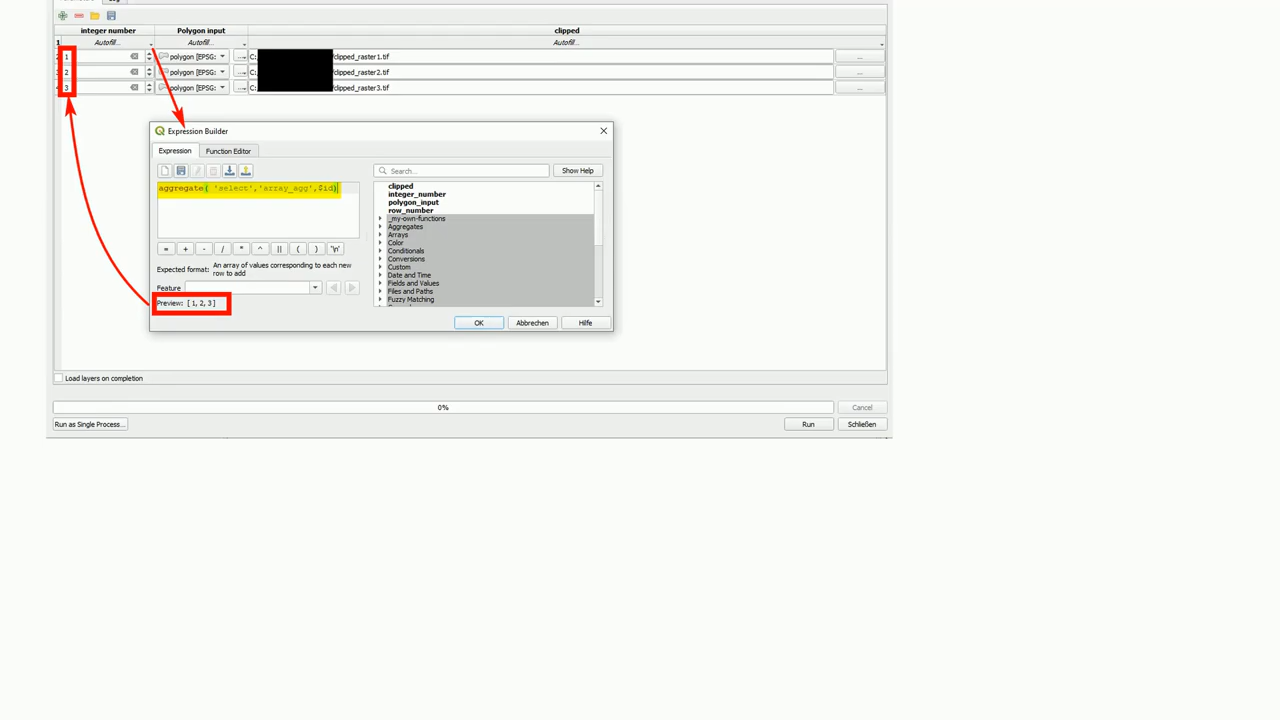 integer number Polygon input clipped
1 Autofill... Autofill... Autofill...
1 polygon [EPSG: ... C: /clipped_raster1.tif ...
2 polygon [EPSG: ... C: /clipped_raster2.tif ...
3 polygon [EPSG: ... C: /clipped_raster3.tif ...
Expression Builder
Expression Function Editor
Search... Show Help
aggregate( 'select','array_agg',$id)
= + - / * ^ || ( ) '\n'
Expected format: An array of values corresponding to each new
row to add
Feature
Preview: [ 1, 2, 3 ]
clipped
integer_number
polygon_input
row_number
_my-own-functions
Aggregates
Arrays
Color
Conditionals
Conversions
Custom
Date and Time
Fields and Values
Files and Paths
Fuzzy Matching
OK Abbrechen Hilfe
Load layers on completion
0% Cancel
Run as Single Process... Run Schließen